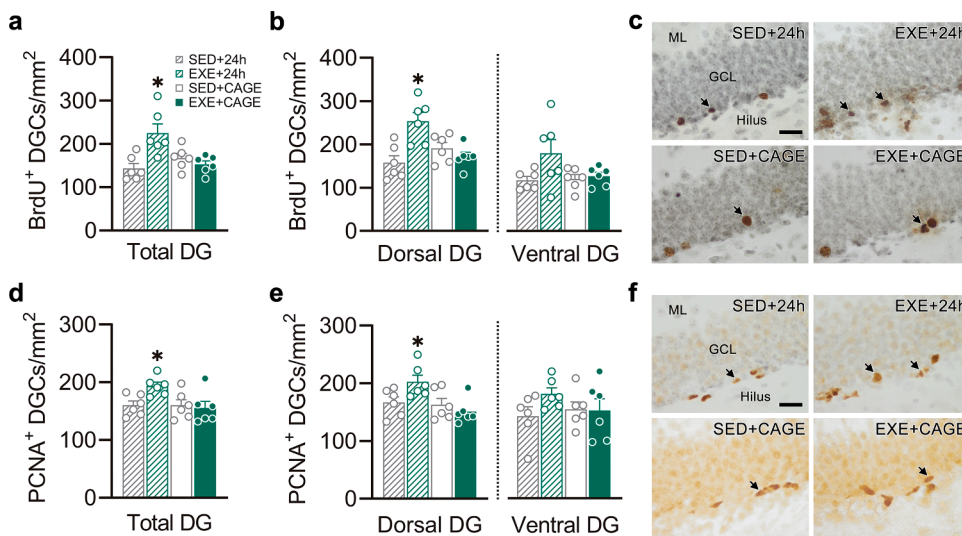 a
BrdU⁺ DGCs/mm²
400
300
200
100
0
*
SED+24h
EXE+24h
SED+CAGE
EXE+CAGE
Total DG
b
BrdU⁺ DGCs/mm²
400
300
200
100
0
*
Dorsal DG
Ventral DG
c
ML
SED+24h
GCL
Hilus
EXE+24h
SED+CAGE
EXE+CAGE
d
PCNA⁺ DGCs/mm²
300
200
100
0
*
Total DG
e
PCNA⁺ DGCs/mm²
300
200
100
0
*
Dorsal DG
Ventral DG
f
ML
SED+24h
GCL
Hilus
EXE+24h
SED+CAGE
EXE+CAGE